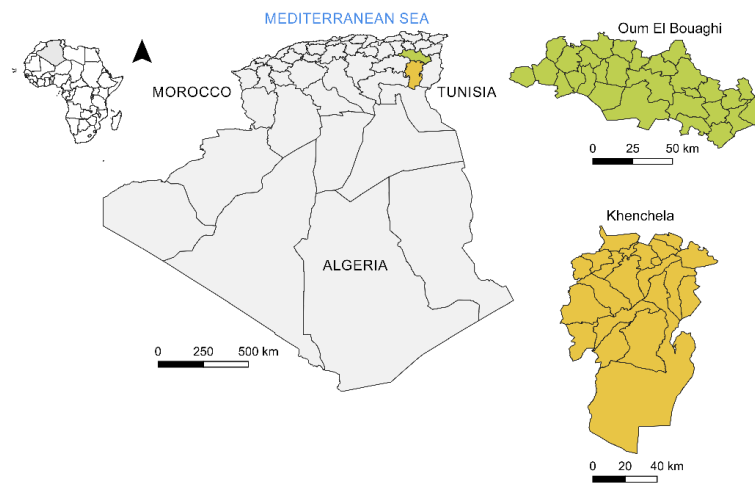 MEDITERRANEAN SEA
MOROCCO
TUNISIA
ALGERIA
0 250 500 km
Oum El Bouaghi
0 25 50 km
Khenchela
0 20 40 km